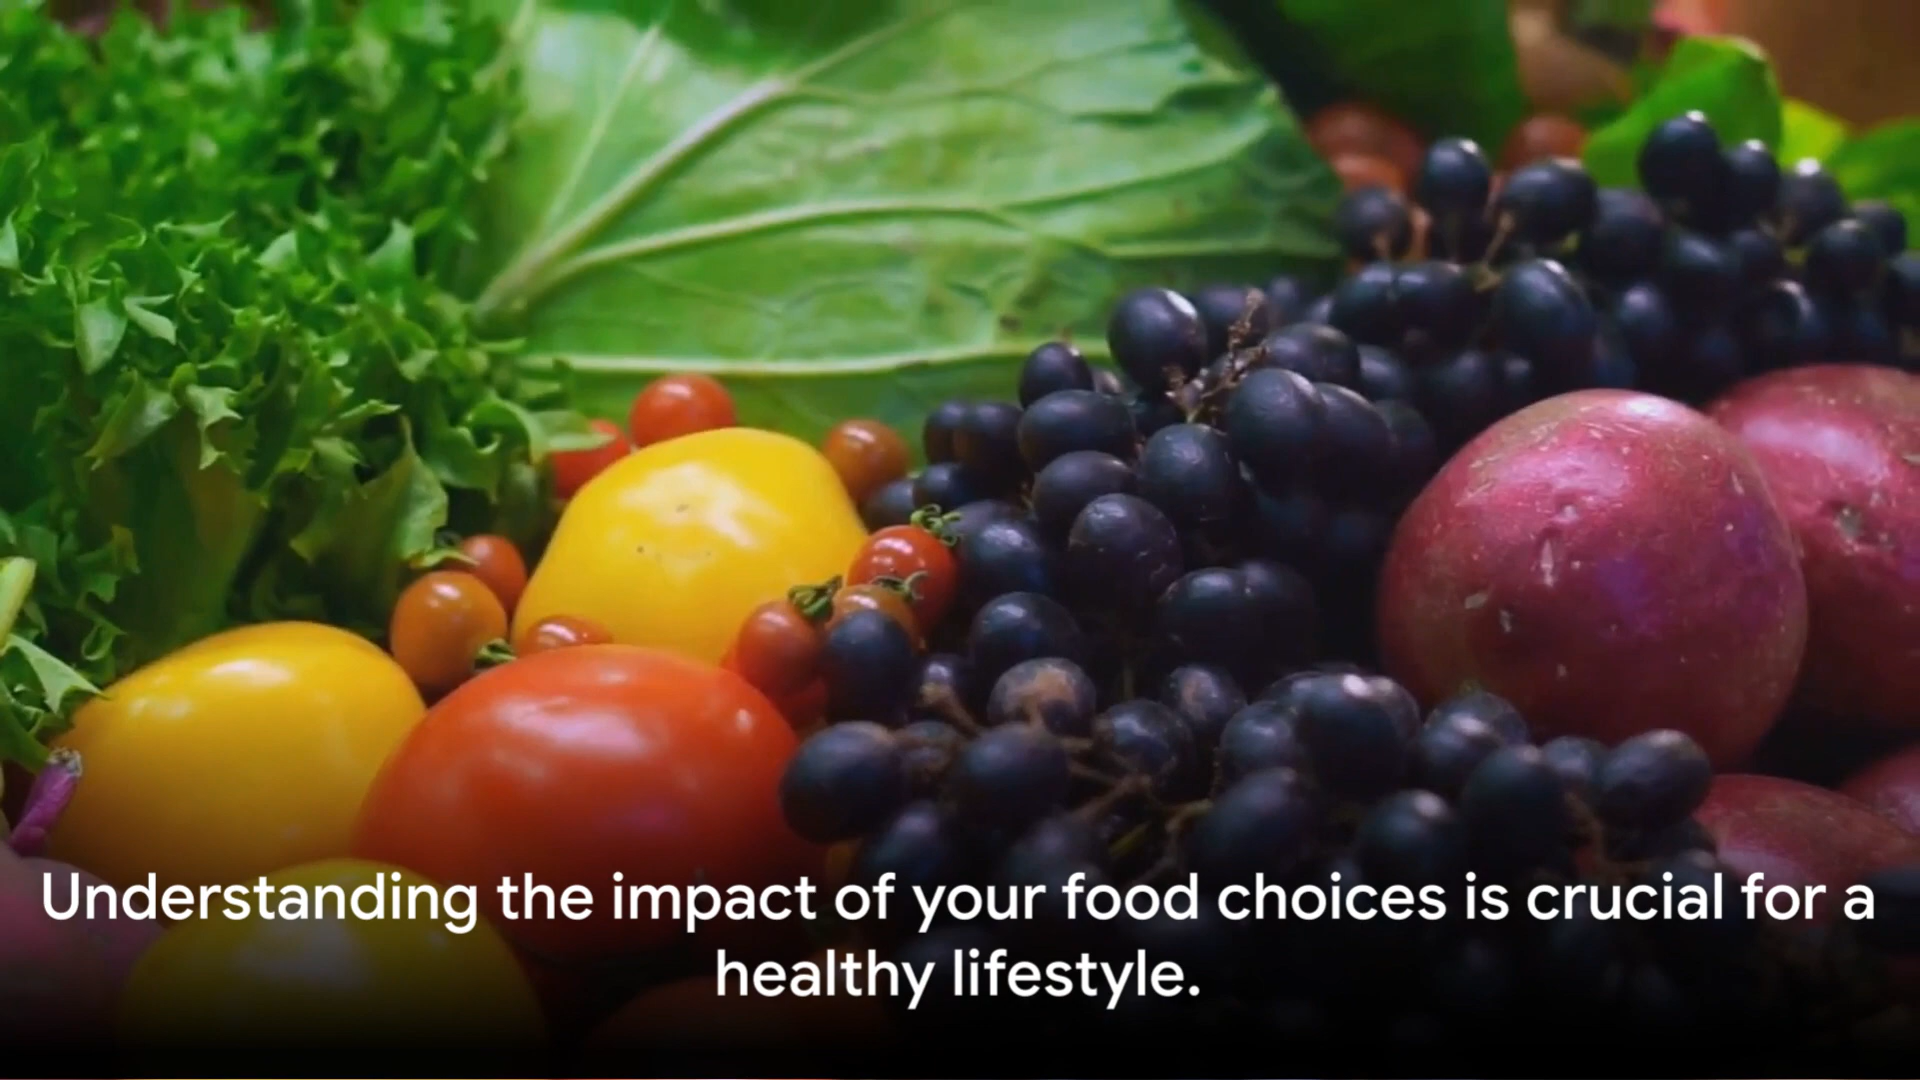 Understanding the impact of your food choices is crucial for a
healthy lifestyle.